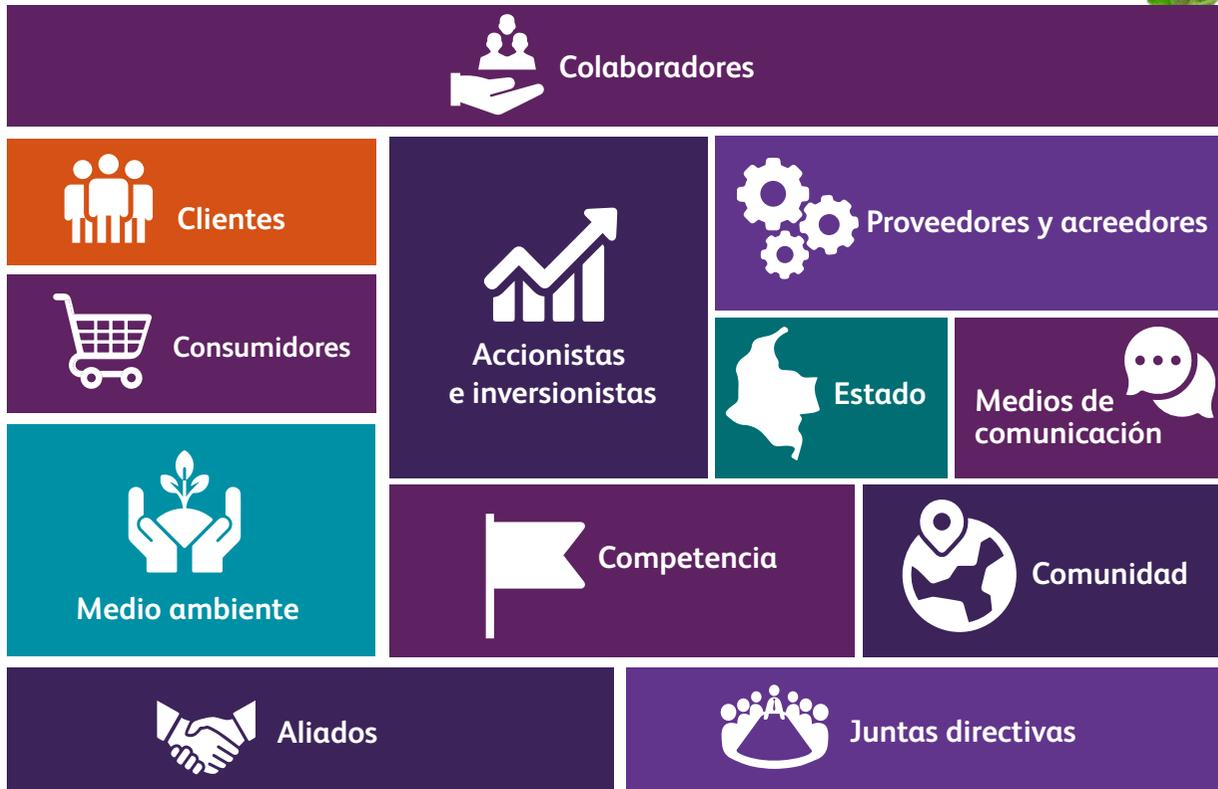 Colaboradores
Clientes
Consumidores
Medio ambiente
Accionistas
e inversionistas
Proveedores y acreedores
Estado
Medios de
comunicación
Competencia
Comunidad
Aliados
Juntas directivas